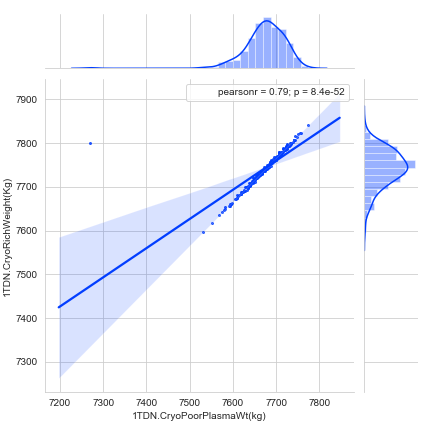 pearsonr = 0.79; p = 8.4e-52
7900
7800
7700
7600
7500
7400
7300
1TDN.CryoRichWeight(Kg)
7200 7300 7400 7500 7600 7700 7800
1TDN.CryoPoorPlasmaWt(kg)